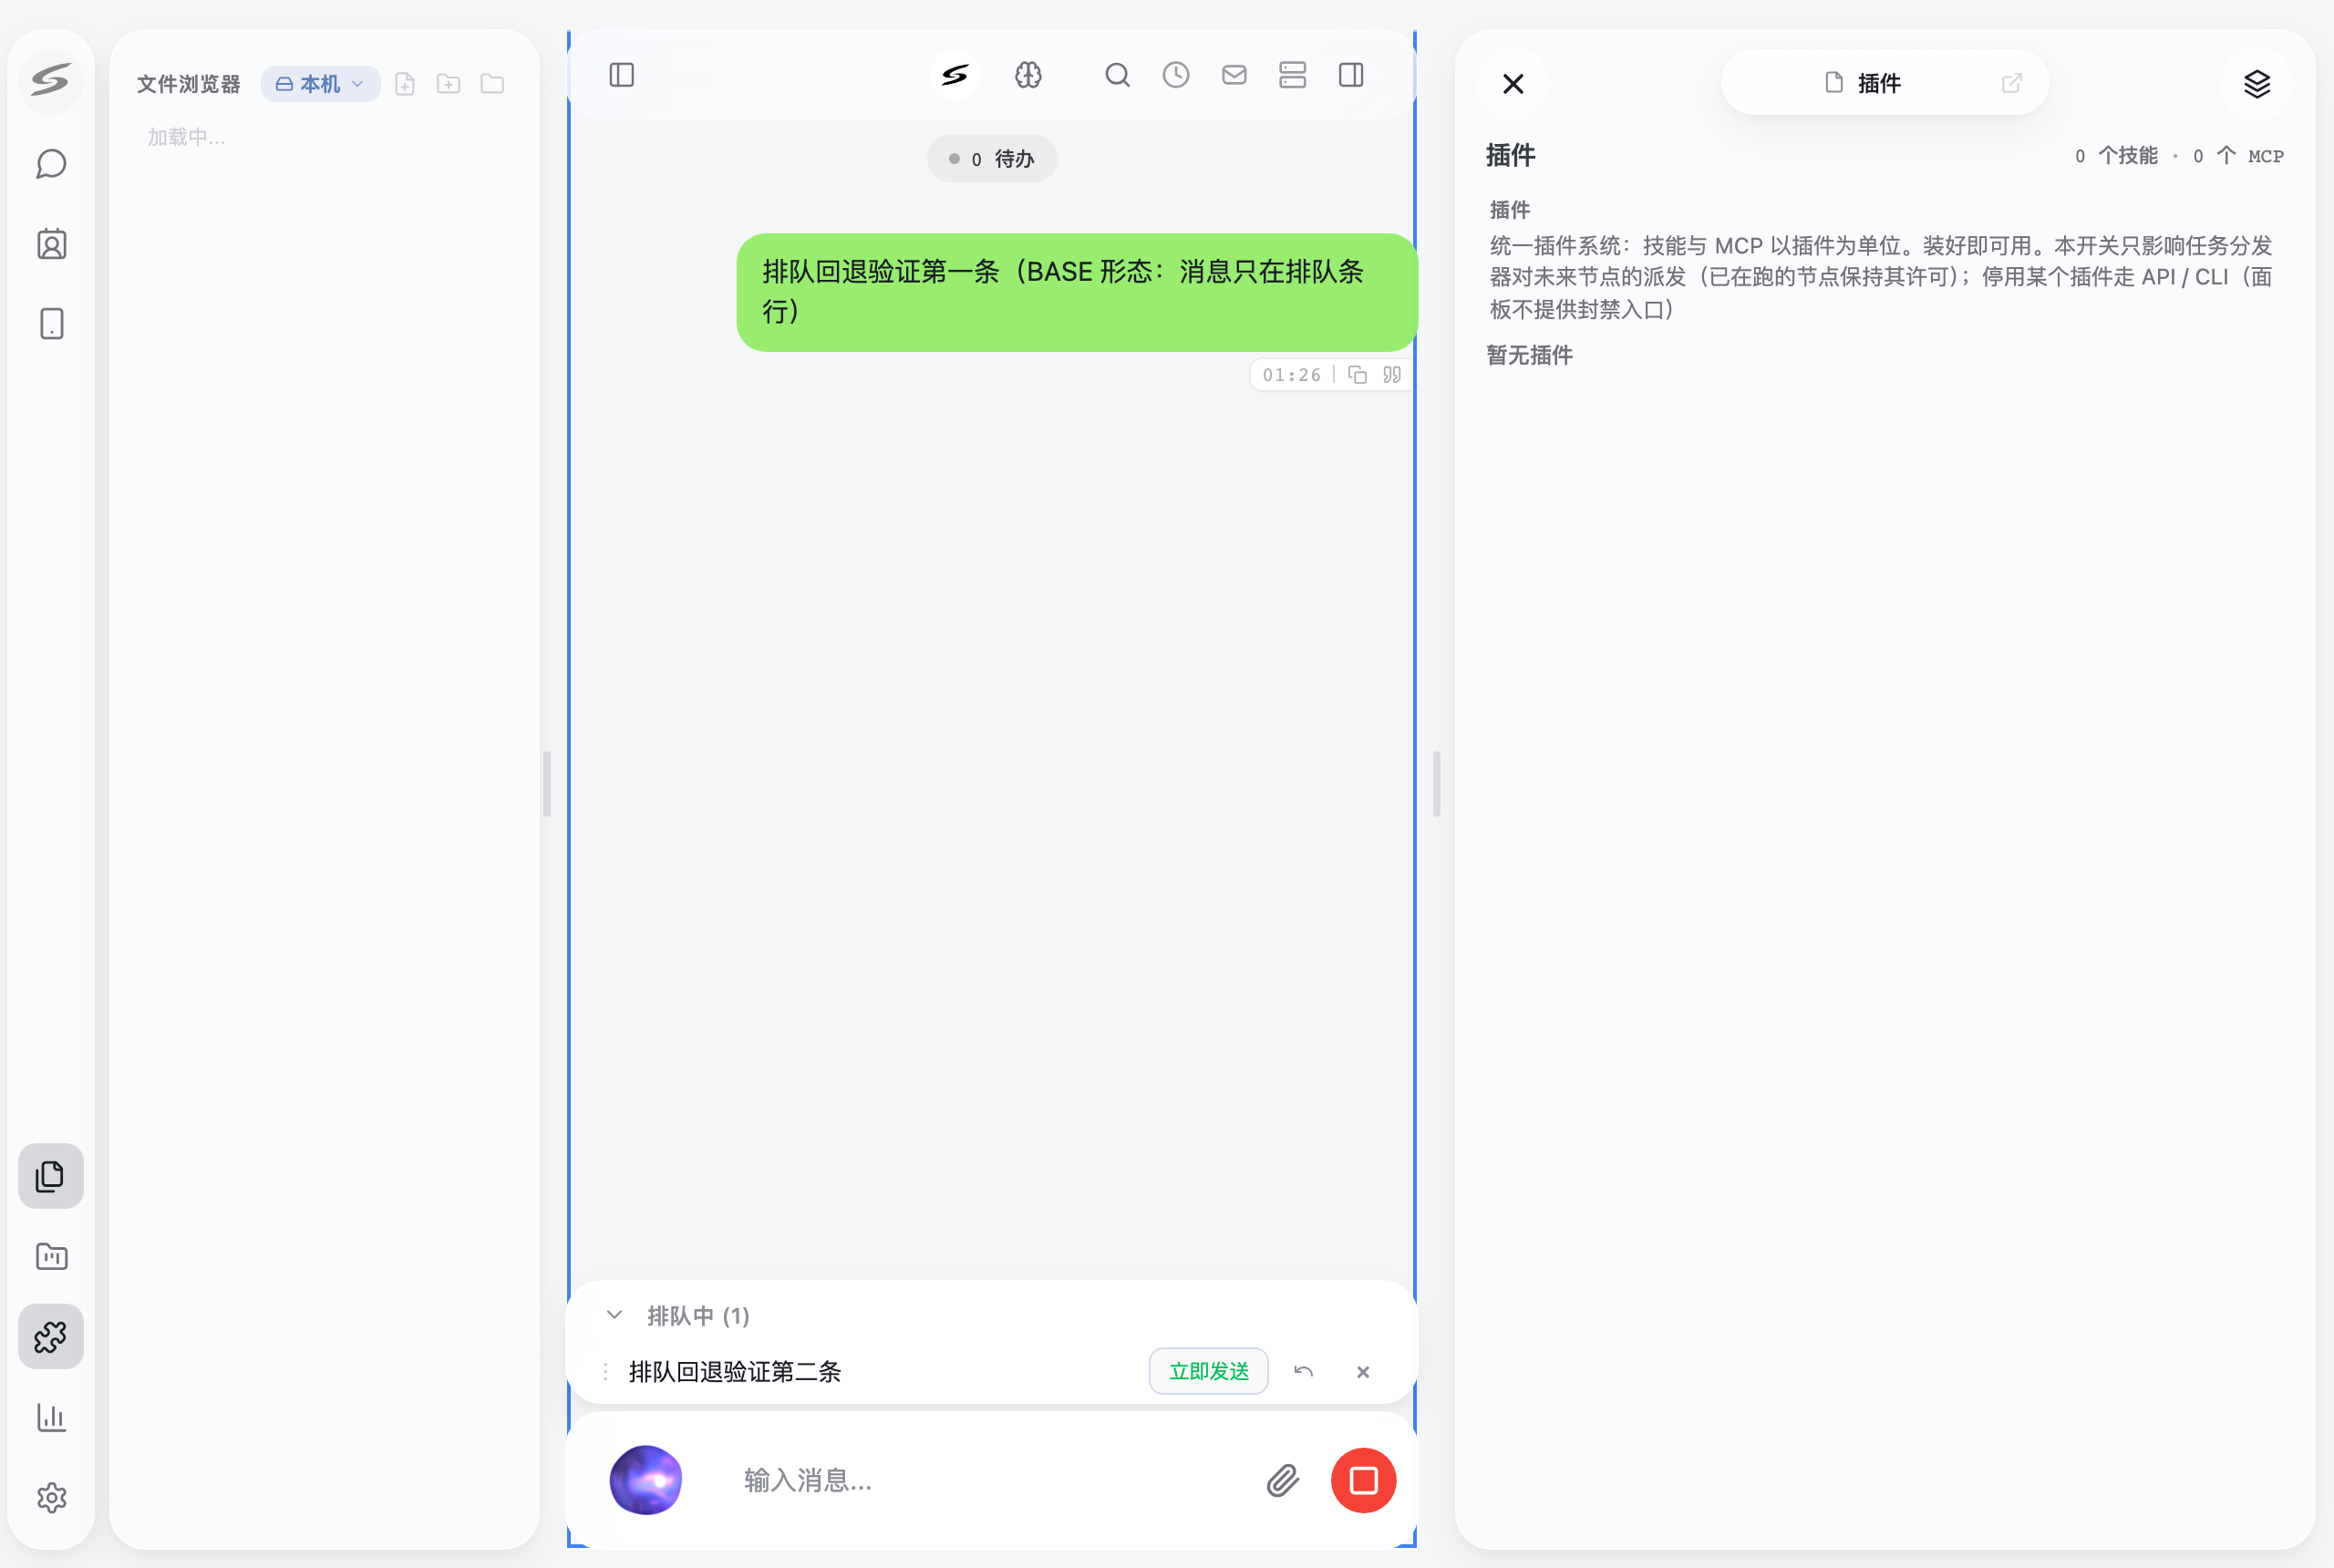 文件浏览器
本机
加载中...
0 待办
排队回退验证第一条（BASE 形态：消息只在排队条
行）
01:26
排队中 (1)
排队回退验证第二条
立即发送
输入消息...
插件
插件
0 个技能 · 0 个 MCP
插件
统一插件系统：技能与 MCP 以插件为单位。装好即可用。本开关只影响任务分发
器对未来节点的派发（已在跑的节点保持其许可）；停用某个插件走 API / CLI（面
板不提供封禁入口）
暂无插件